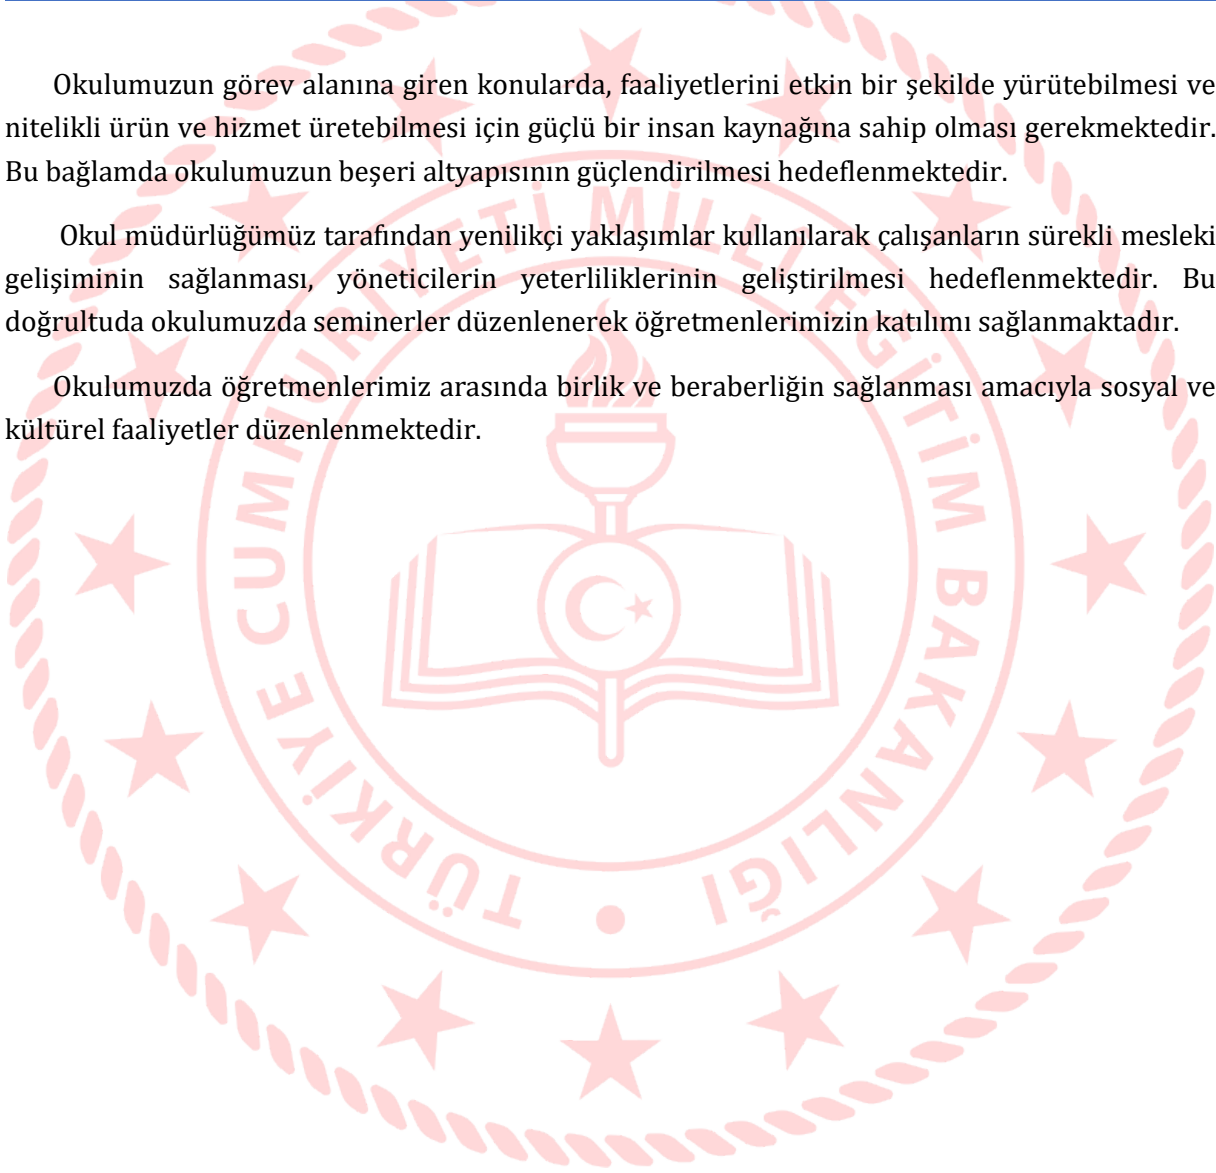 Okulumuzun görev alanına giren konularda, faaliyetlerini etkin bir şekilde yürütebilmesi ve
nitelikli ürün ve hizmet üretebilmesi için güçlü bir insan kaynağına sahip olması gerekmektedir.
Bu bağlamda okulumuzun beşeri altyapısının güçlendirilmesi hedeflenmektedir.
Okul müdürlüğümüz tarafından yenilikçi yaklaşımlar kullanılarak çalışanların sürekli mesleki
gelişiminin sağlanması, yöneticilerin yeterliliklerinin geliştirilmesi hedeflenmektedir. Bu
doğrultuda okulumuzda seminerler düzenlenerek öğretmenlerimizin katılımı sağlanmaktadır.
Okulumuzda öğretmenlerimiz arasında birlik ve beraberliğin sağlanması amacıyla sosyal ve
kültürel faaliyetler düzenlenmektedir.
TÜRKİYE CUMHURİYETİ MİLLİ EĞİTİM BAKANLIĞI